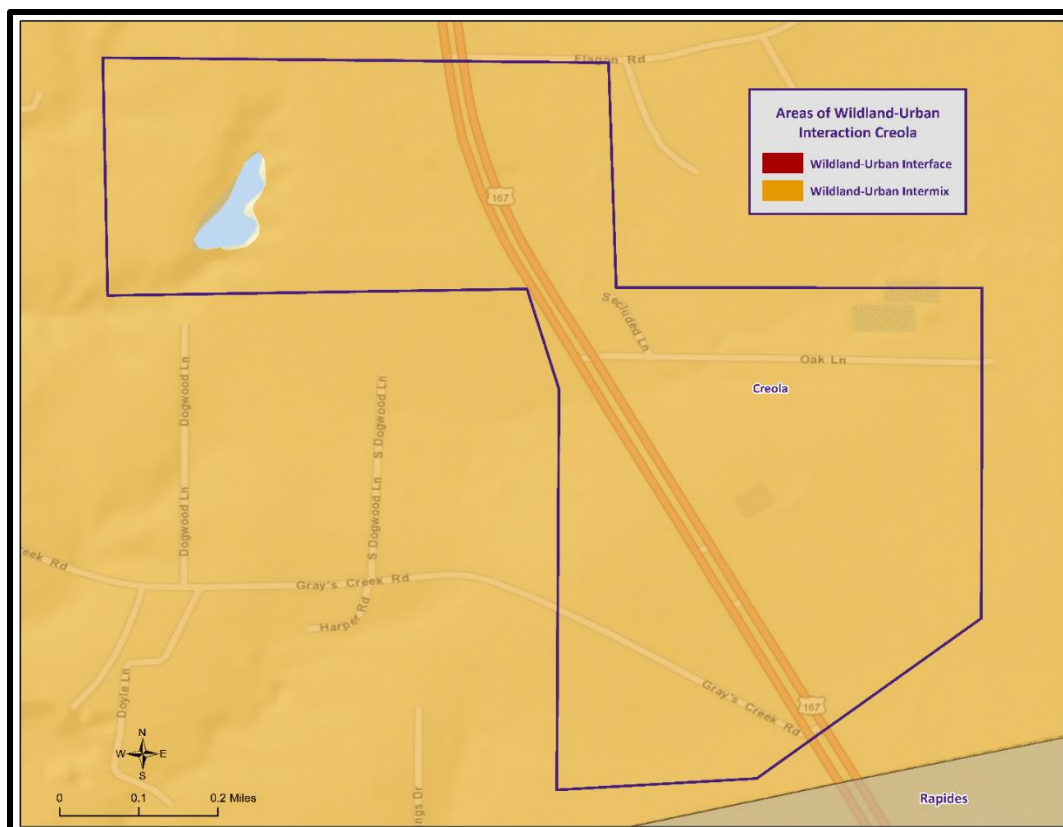 Flagon Rd
Areas of Wildland-Urban
Interaction Creola
Wildland-Urban Interface
Wildland-Urban Intermix
167
Secluded Ln
Oak Ln
Creola
Dogwood Ln
S Dogwood Ln
Dogwood Ln
S Dogwood Ln
eek Rd
Gray's Creek Rd
Harper Rd
Doyle Ln
Gray's Creek Rd
167
N
W E
S
ngs Dr
0 0.1 0.2 Miles
Rapides